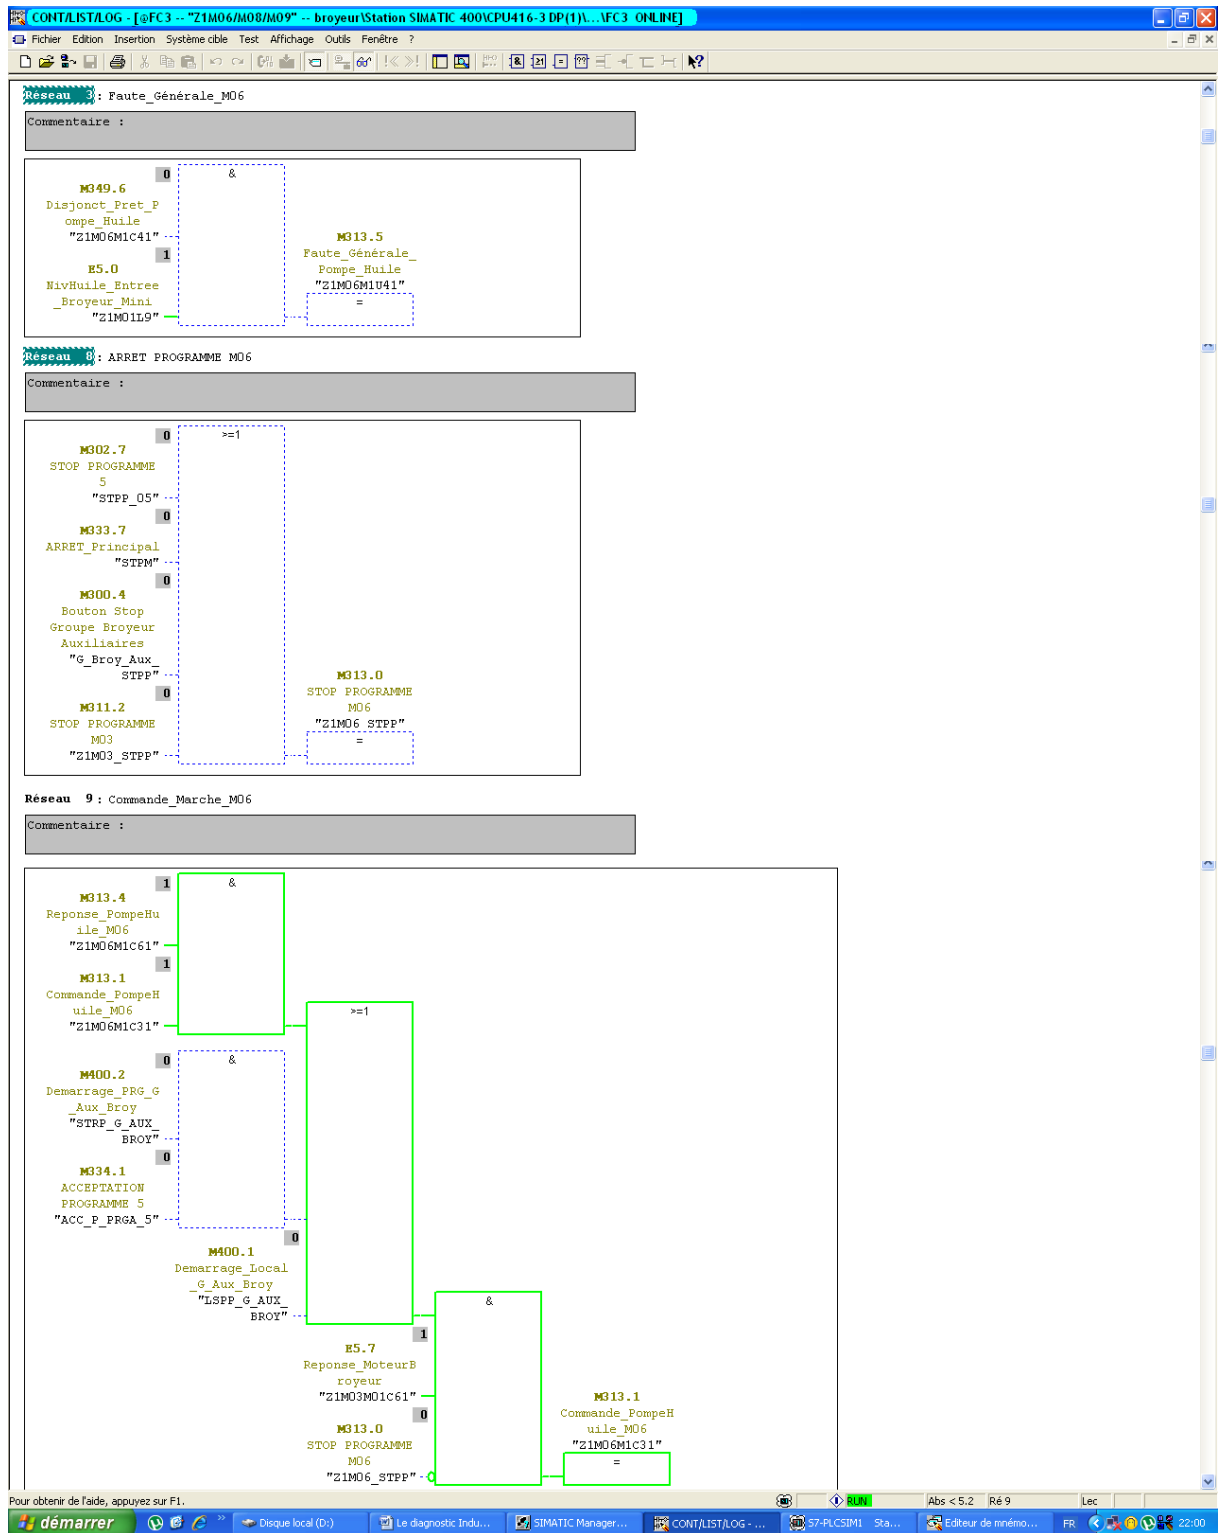 CONT/LIST/LOG - [@FC3 -- "Z1M06/M08/M09" -- broyeur\Station SIMATIC 400\CPU416-3 DP(1)\...\FC3 ONLINE]
Fichier Edition Insertion Système cible Test Affichage Outils Fenêtre ?
Réseau 3 : Faute_Générale_M06
Commentaire :
0
&
M349.6
Disjonct_Pret_P
ompe_Huile
"Z1M06M1C41"
1
E5.0
NivHuile_Entree
_Broyeur_Mini
"Z1M01L9"
M313.5
Faute_Générale_
Pompe_Huile
"Z1M06M1U41"
=
Réseau 8 : ARRET PROGRAMME M06
Commentaire :
0
>=1
M302.7
STOP PROGRAMME
5
"STPP_05"
0
M333.7
ARRET_Principal
"STPM"
0
M300.4
Bouton Stop
Groupe Broyeur
Auxiliaires
"G_Broy_Aux_
STPP"
0
M311.2
STOP PROGRAMME
M03
"Z1M03_STPP"
M313.0
STOP PROGRAMME
M06
"Z1M06_STPP"
=
Réseau 9 : Commande_Marche_M06
Commentaire :
1
&
M313.4
Reponse_PompeHu
ile_M06
"Z1M06M1C61"
1
M313.1
Commande_PompeH
uile_M06
"Z1M06M1C31"
>=1
0
&
M400.2
Demarrage_PRG_G
_Aux_Broy
"STRP_G_AUX_
BROY"
0
M334.1
ACCEPTATION
PROGRAMME 5
"ACC_P_PRGA_5"
0
M400.1
Demarrage_Local
_G_Aux_Broy
"LSPP_G_AUX_
BROY"
&
1
E5.7
Reponse_MoteurB
royeur
"Z1M03M01C61"
0
M313.0
STOP PROGRAMME
M06
"Z1M06_STPP"
M313.1
Commande_PompeH
uile_M06
"Z1M06M1C31"
=
Pour obtenir de l'aide, appuyez sur F1.
RUN
Abs < 5.2
Ré 9
Lec
démarrer
Disque local (D:)
Le diagnostic Indu...
SIMATIC Manager...
CONT/LIST/LOG - ...
S7-PLCSIM1 Sta...
Editeur de mnémo...
FR
22:00